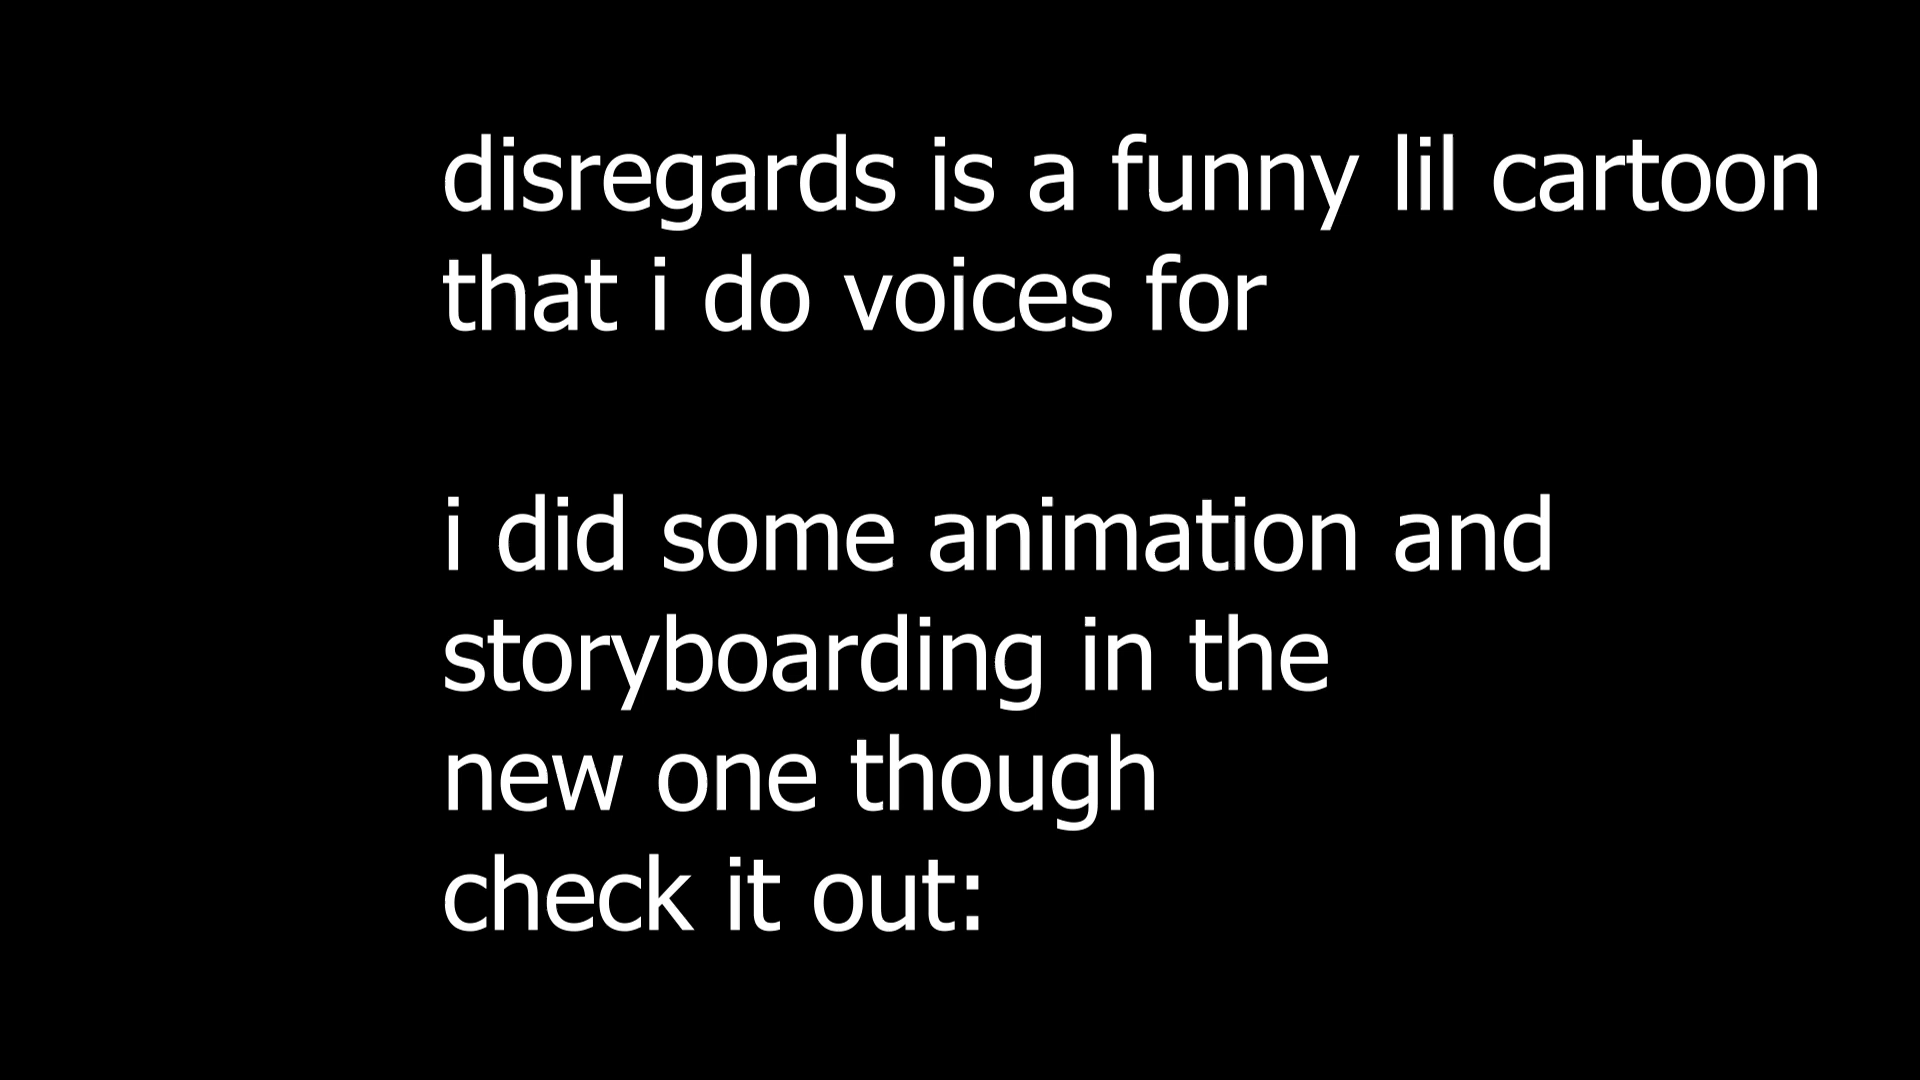 disregards is a funny lil cartoon
that i do voices for
i did some animation and
storyboarding in the
new one though
check it out: